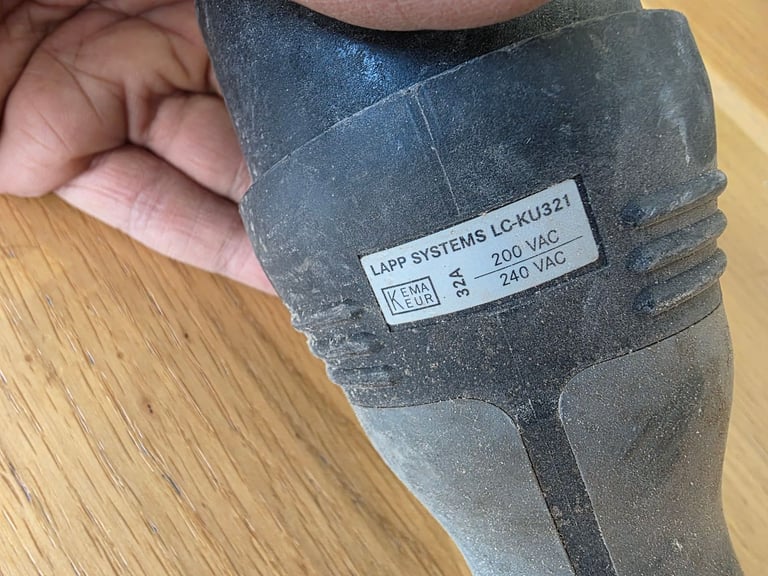 LAPP SYSTEMS LC-KU321
KEMA
EUR
32A
200 VAC
240 VAC